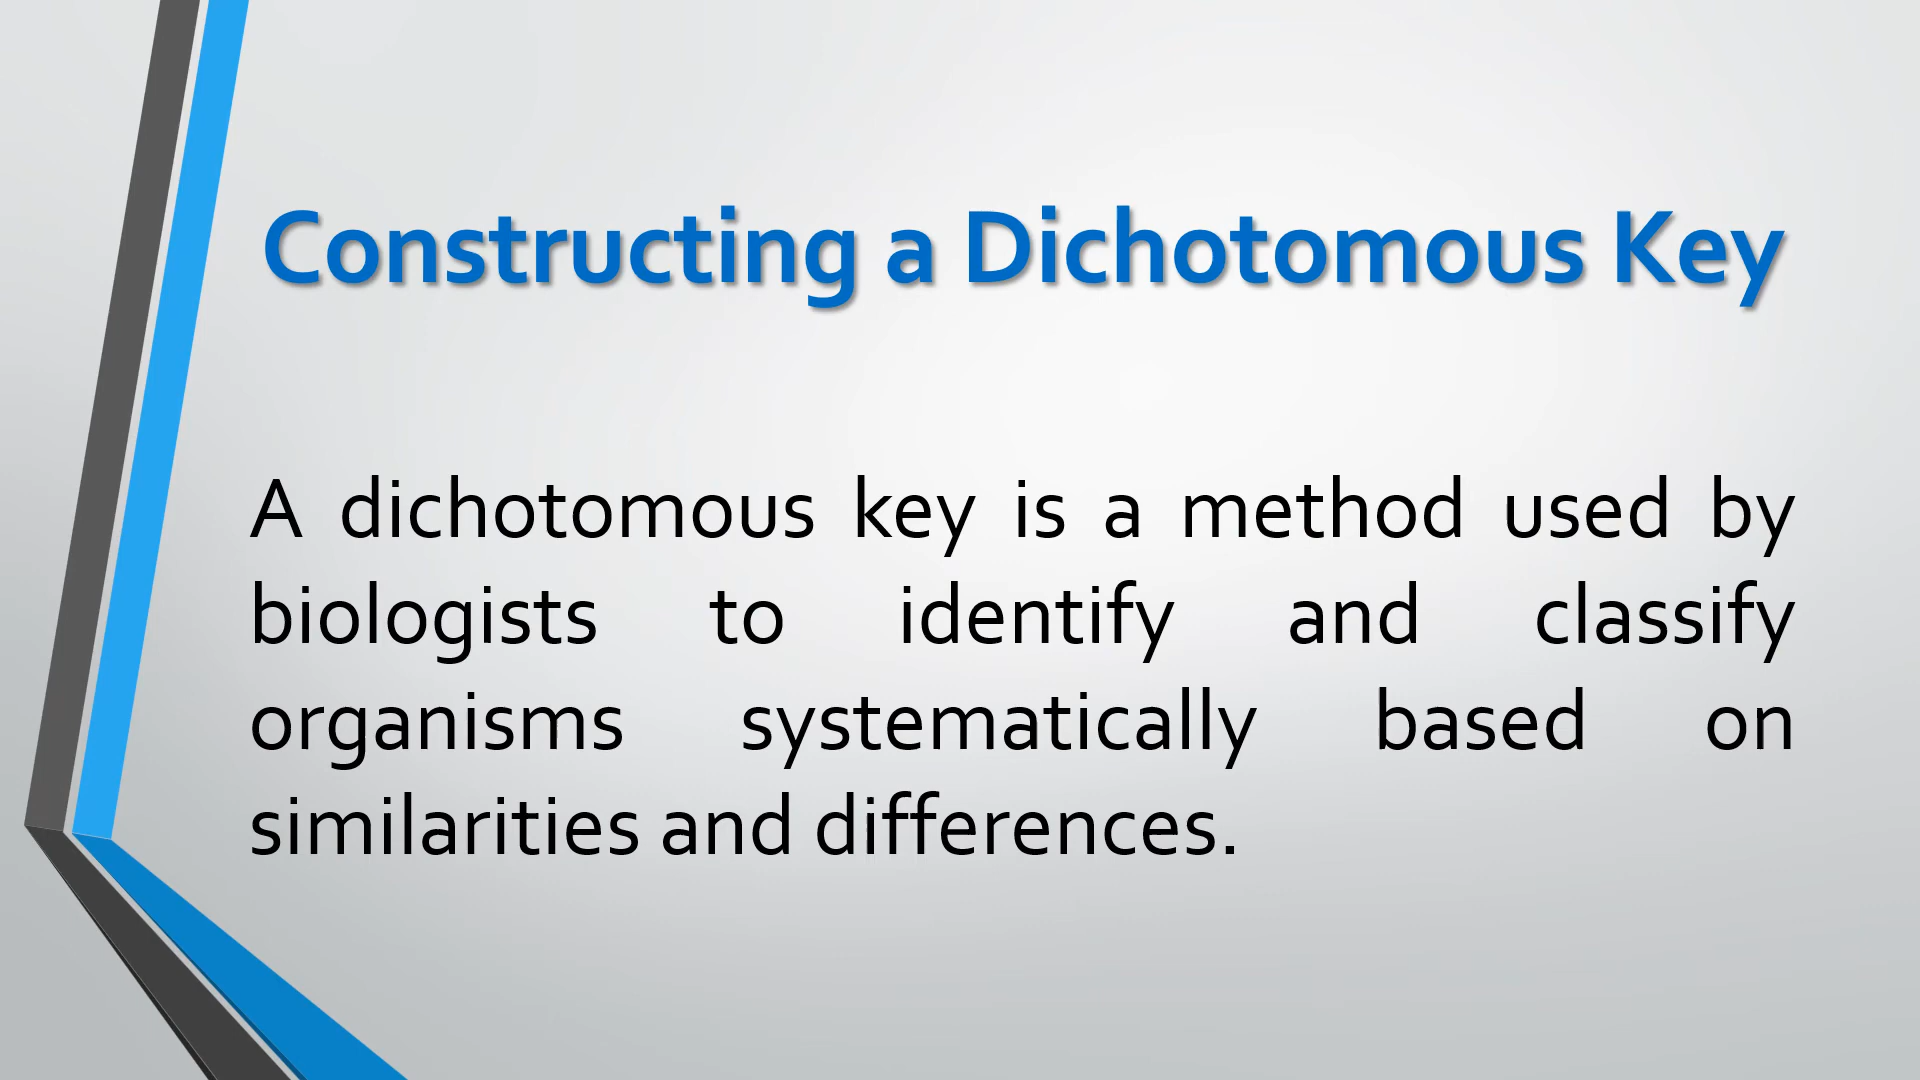 Constructing a Dichotomous Key
A dichotomous key is a method used by
biologists to identify and classify
organisms systematically based on
similarities and differences.